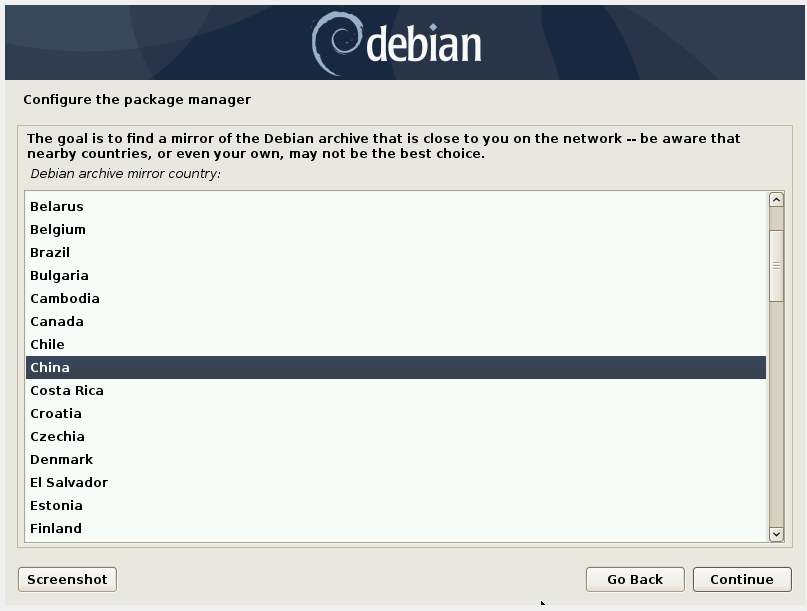 debian
Configure the package manager
The goal is to find a mirror of the Debian archive that is close to you on the network -- be aware that
nearby countries, or even your own, may not be the best choice.
Debian archive mirror country:
Belarus
Belgium
Brazil
Bulgaria
Cambodia
Canada
Chile
China
Costa Rica
Croatia
Czechia
Denmark
El Salvador
Estonia
Finland
Screenshot
Go Back
Continue